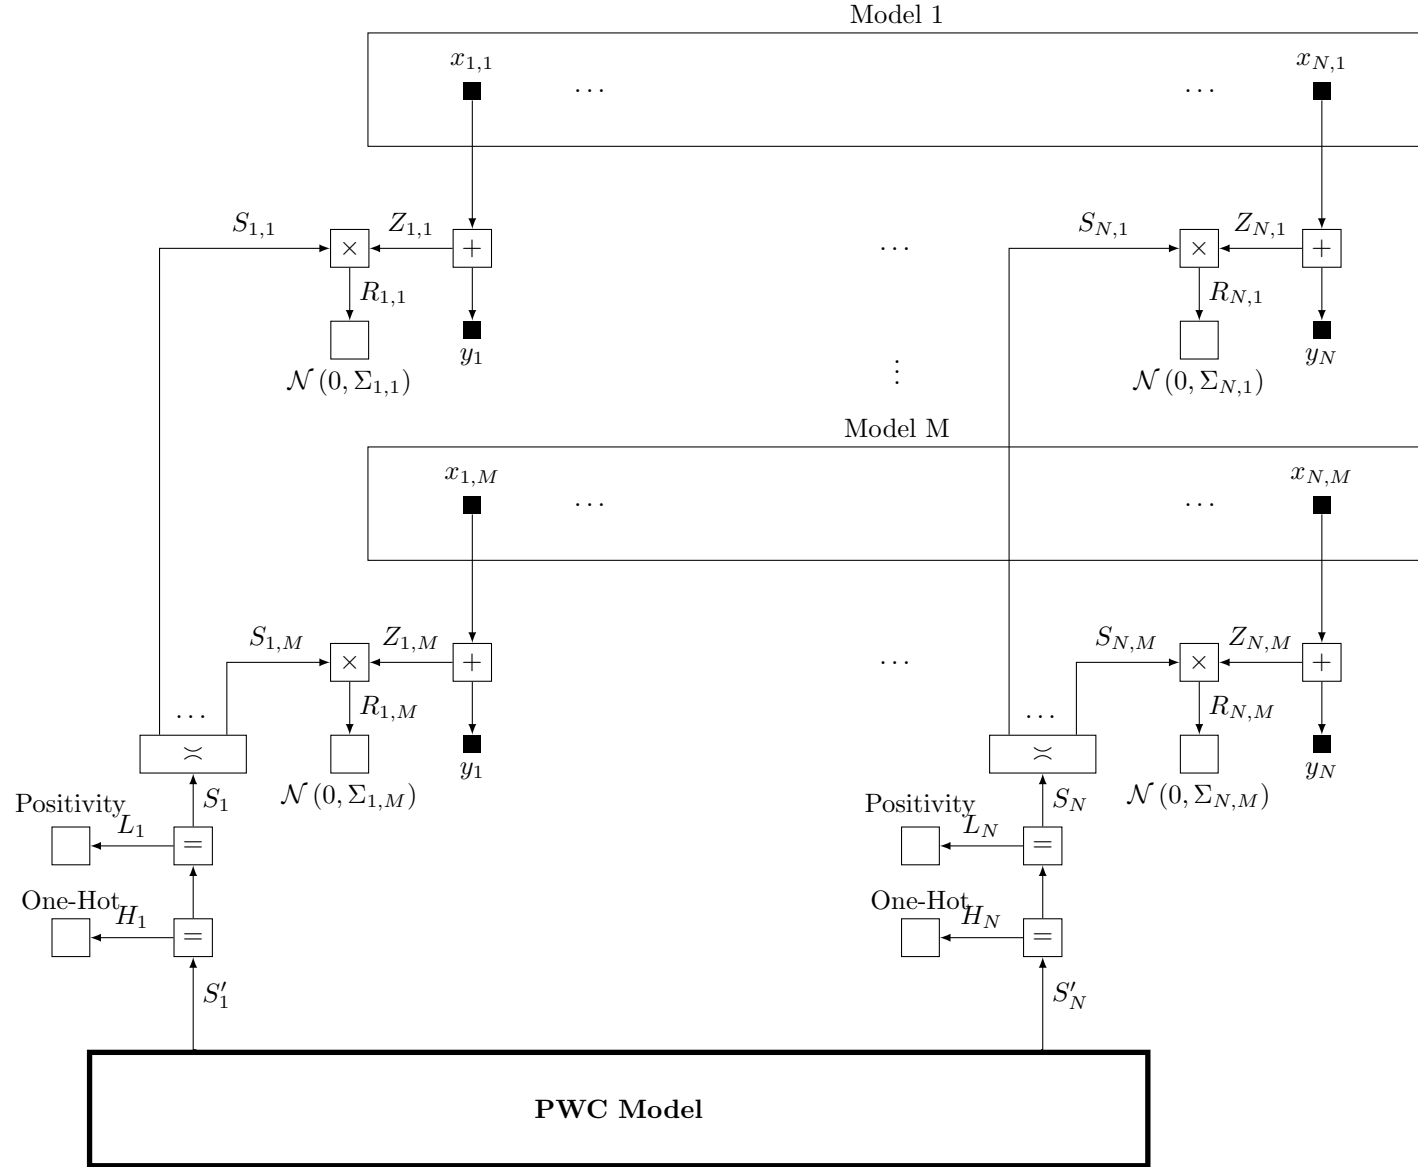 Model 1
x_{1,1} x_{N,1}
··· ···
S_{1,1} Z_{1,1} S_{N,1} Z_{N,1}
× + ··· × +
R_{1,1} R_{N,1}
𝒩(0, Σ_{1,1}) y_1 ⋮ 𝒩(0, Σ_{N,1}) y_N
Model M
x_{1,M} x_{N,M}
··· ···
S_{1,M} Z_{1,M} S_{N,M} Z_{N,M}
× + ··· × +
··· R_{1,M} ··· R_{N,M}
≍ y_1 ≍ y_N
S_1 𝒩(0, Σ_{1,M}) S_N 𝒩(0, Σ_{N,M})
Positivity Positivity
L_1 = L_N =
One-Hot One-Hot
H_1 = H_N =
S′_1 S′_N
PWC Model